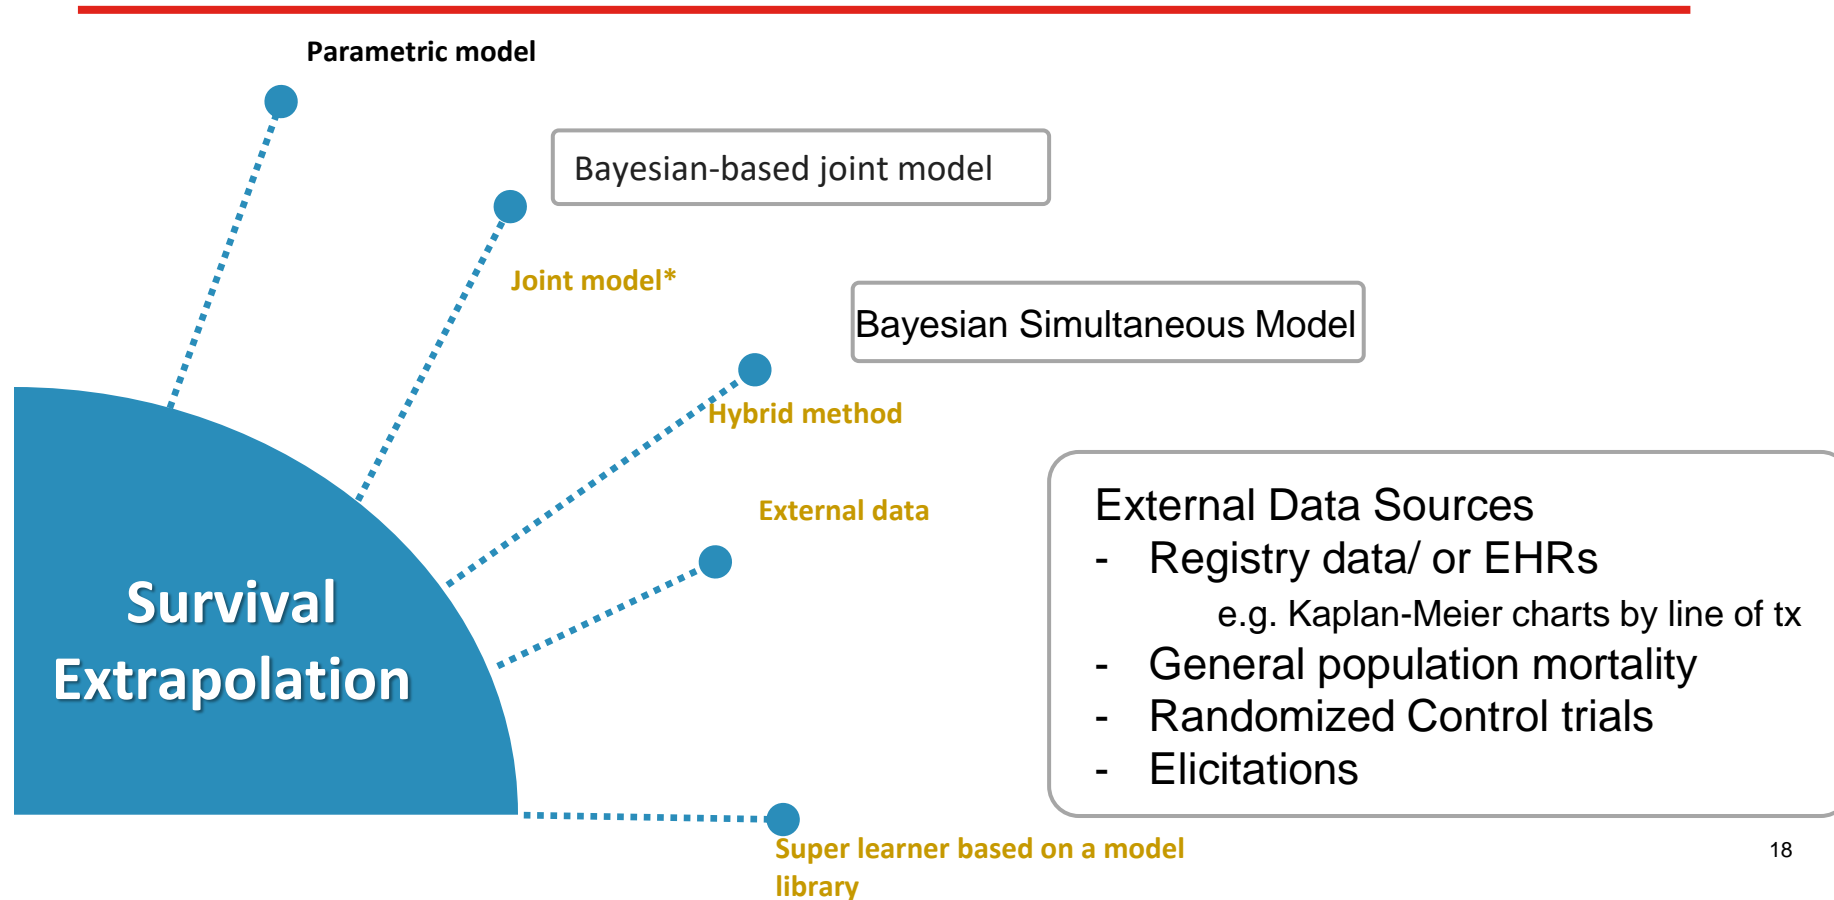 Parametric model
Bayesian-based joint model
Joint model*
Bayesian Simultaneous Model
Hybrid method
External data
Survival
Extrapolation
External Data Sources
- Registry data/ or EHRs
e.g. Kaplan-Meier charts by line of tx
- General population mortality
- Randomized Control trials
- Elicitations
Super learner based on a model
library
18